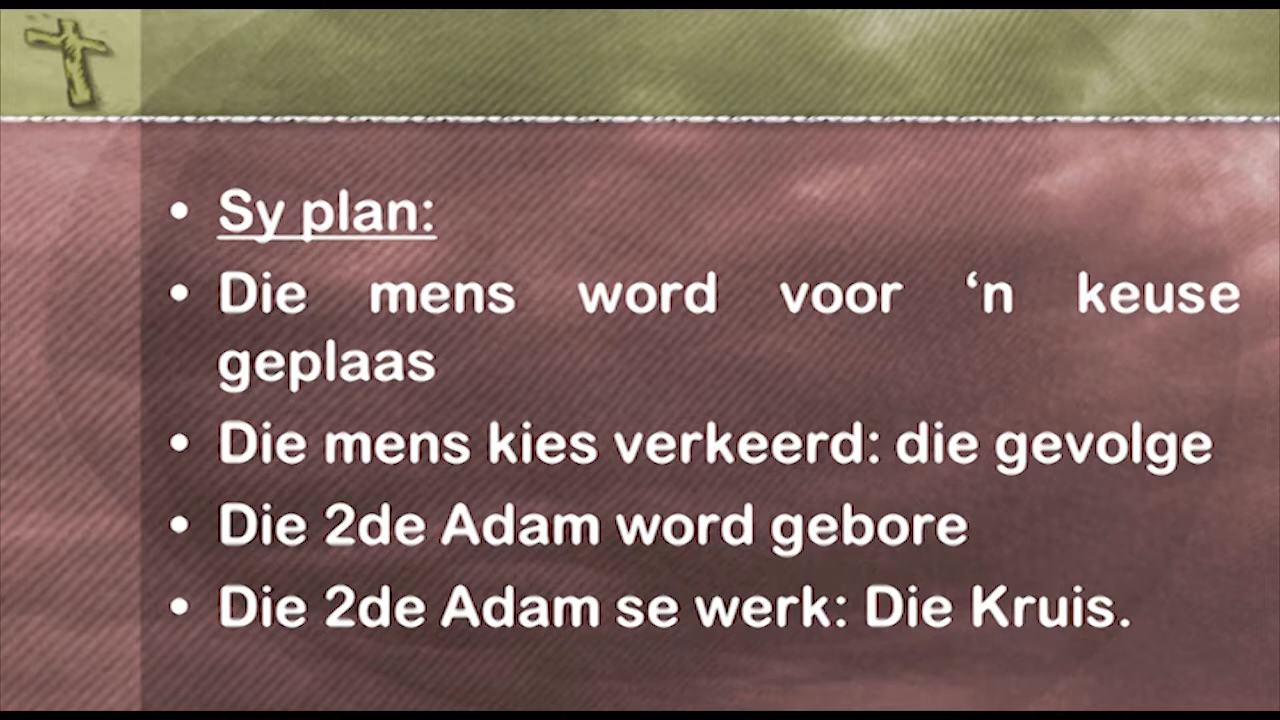 • Sy plan:
• Die mens word voor ‘n keuse
geplaas
• Die mens kies verkeerd: die gevolge
• Die 2de Adam word gebore
• Die 2de Adam se werk: Die Kruis.